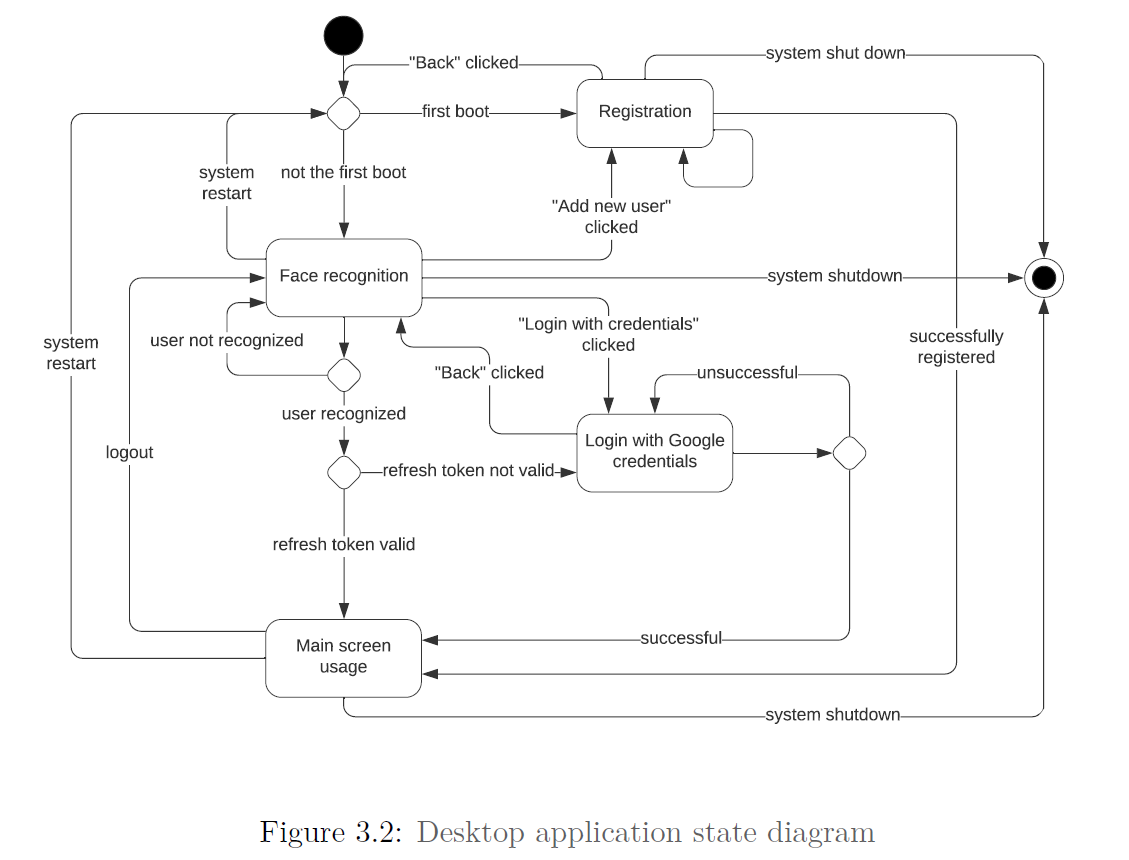 system shut down
"Back" clicked
first boot
Registration
system
restart
not the first boot
"Add new user"
clicked
Face recognition
system shutdown
"Login with credentials"
clicked
user not recognized
system
restart
successfully
registered
"Back" clicked
unsuccessful
user recognized
Login with Google
credentials
logout
refresh token not valid
refresh token valid
successful
Main screen
usage
system shutdown
Figure 3.2: Desktop application state diagram